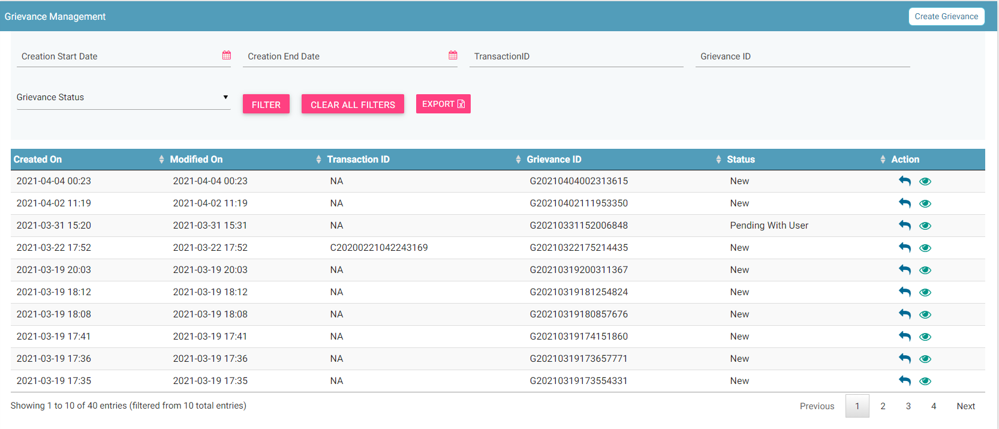 Grievance Management Create Grievance
Creation Start Date Creation End Date TransactionID Grievance ID
Grievance Status FILTER CLEAR ALL FILTERS EXPORT
Created On Modified On Transaction ID Grievance ID Status Action
2021-04-04 00:23 2021-04-04 00:23 NA G20210404002313615 New
2021-04-02 11:19 2021-04-02 11:19 NA G20210402111953350 New
2021-03-31 15:20 2021-03-31 15:31 NA G20210331152006848 Pending With User
2021-03-22 17:52 2021-03-22 17:52 C20200221042243169 G20210322175214435 New
2021-03-19 20:03 2021-03-19 20:03 NA G20210319200311367 New
2021-03-19 18:12 2021-03-19 18:12 NA G20210319181254824 New
2021-03-19 18:08 2021-03-19 18:08 NA G20210319180857676 New
2021-03-19 17:41 2021-03-19 17:41 NA G20210319174151860 New
2021-03-19 17:36 2021-03-19 17:36 NA G20210319173657771 New
2021-03-19 17:35 2021-03-19 17:35 NA G20210319173554331 New
Showing 1 to 10 of 40 entries (filtered from 10 total entries) Previous 1 2 3 4 Next